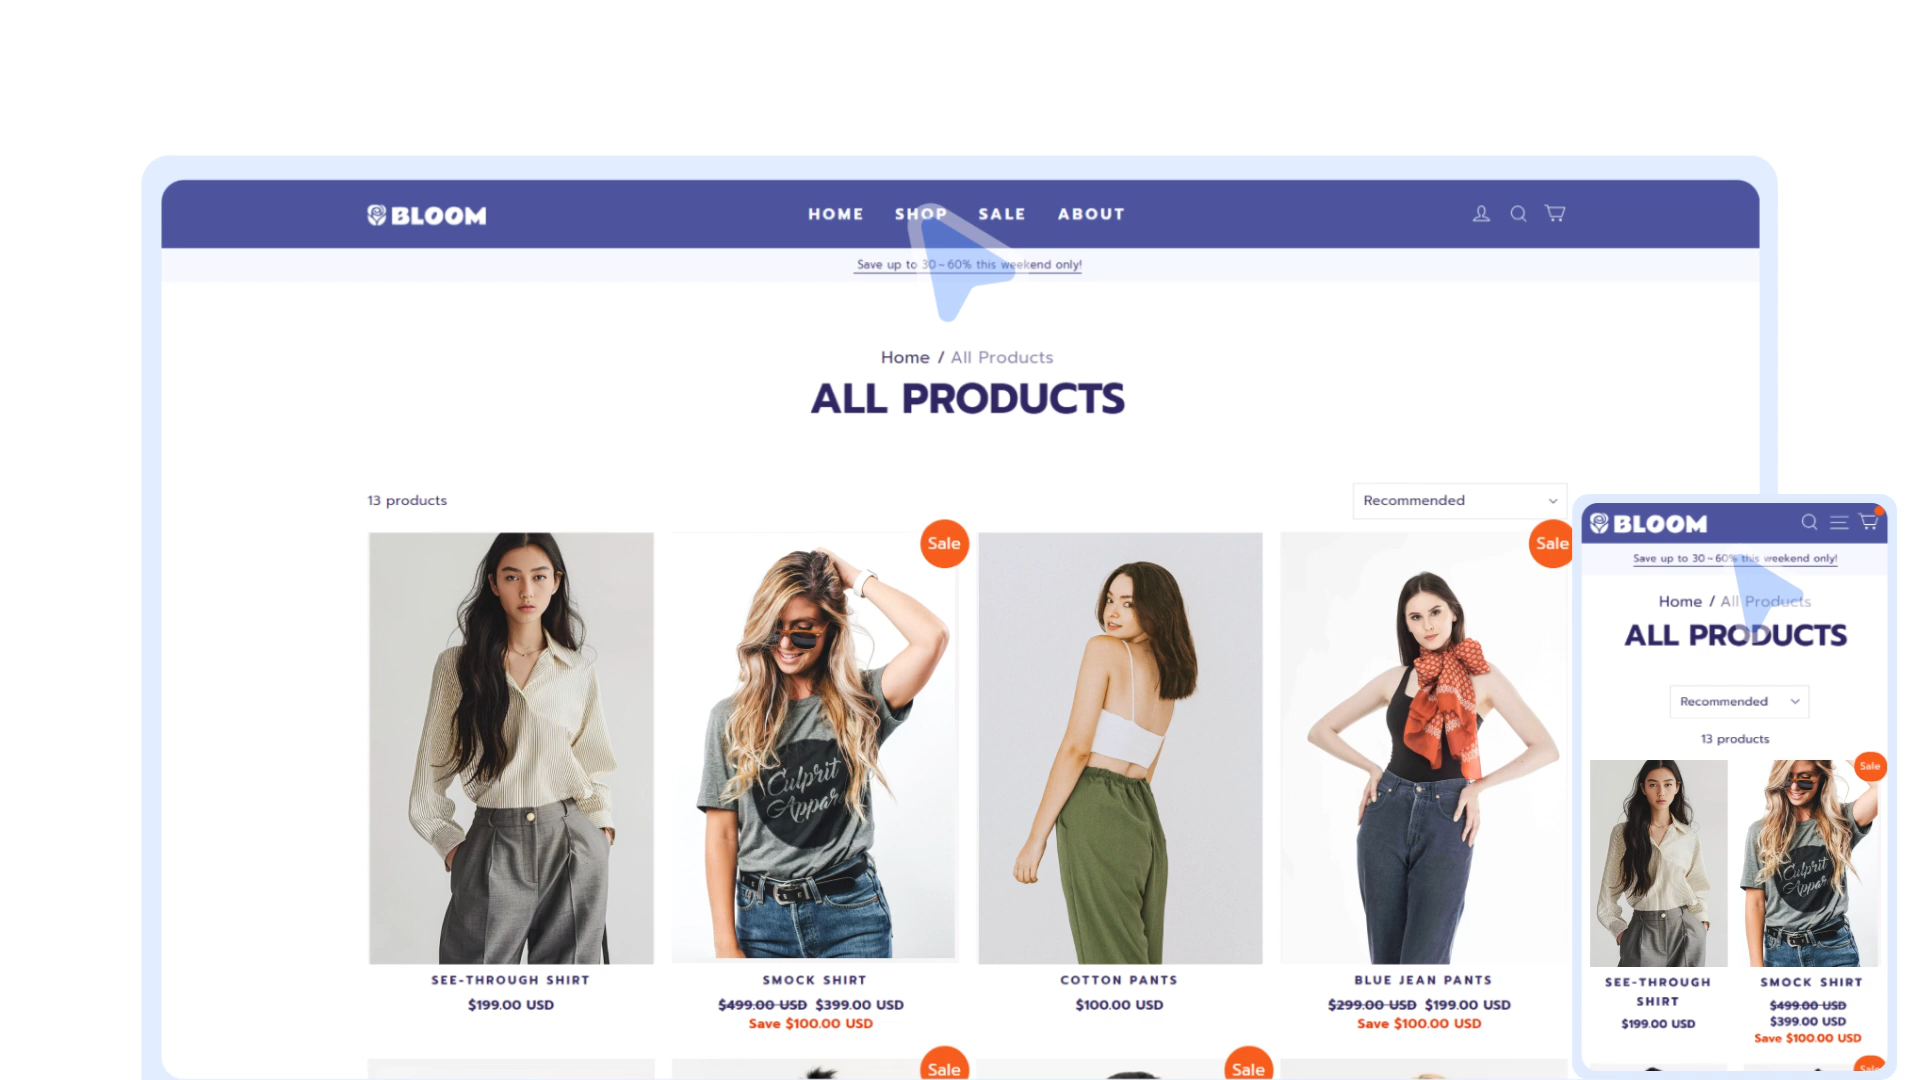 BLOOM
HOME SHOP SALE ABOUT
Save up to 30 – 60% this weekend only!
Home / All Products
ALL PRODUCTS
13 products
Recommended
Sale
Sale
Culprit
Appar
SEE-THROUGH SHIRT
$199.00 USD
SMOCK SHIRT
$499.00 USD $399.00 USD
Save $100.00 USD
COTTON PANTS
$100.00 USD
BLUE JEAN PANTS
$299.00 USD $199.00 USD
Save $100.00 USD
Sale
Sale
BLOOM
Save up to 30 – 60% this weekend only!
Home / All Products
ALL PRODUCTS
Recommended
13 products
Sale
Culprit
Appar
SEE-THROUGH
SHIRT
$199.00 USD
SMOCK SHIRT
$499.00 USD
$399.00 USD
Save $100.00 USD
Sale